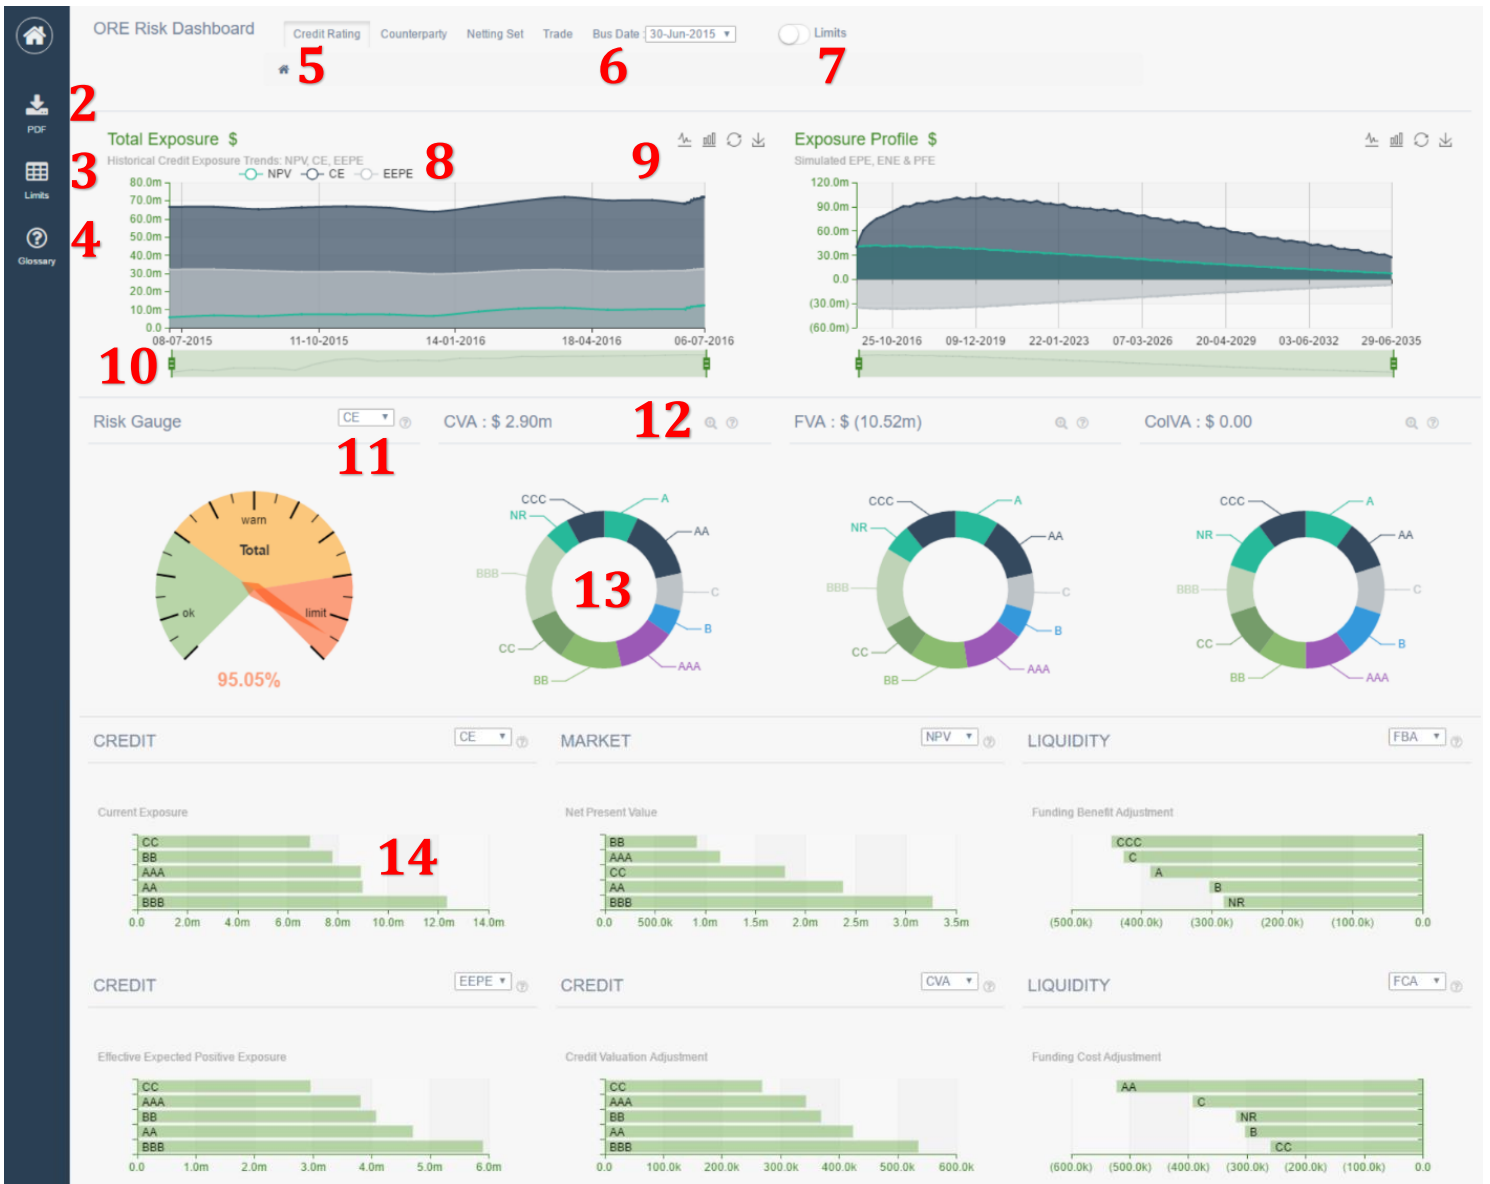 ORE Risk Dashboard
Credit Rating Counterparty Netting Set Trade Bus Date : 30-Jun-2015 Limits
5 6 7
2
PDF
3
Limits
4
Glossary
Total Exposure $
Historical Credit Exposure Trends: NPV, CE, EEPE
8 9
NPV CE EEPE
80.0m
70.0m
60.0m
50.0m
40.0m
30.0m
20.0m
10.0m
0.0
08-07-2015 11-10-2015 14-01-2016 18-04-2016 06-07-2016
10
Exposure Profile $
Simulated EPE, ENE & PFE
120.0m
90.0m
60.0m
30.0m
0.0
(30.0m)
(60.0m)
25-10-2016 09-12-2019 22-01-2023 07-03-2026 20-04-2029 03-06-2032 29-06-2035
Risk Gauge CE
11
warn
Total
ok
limit
95.05%
CVA : $ 2.90m
12
CCC
A
NR
AA
BBB
13
C
B
CC
AAA
BB
FVA : $ (10.52m)
CCC
A
NR
AA
BBB
C
B
CC
AAA
BB
ColVA : $ 0.00
CCC
A
NR
AA
BBB
C
B
CC
AAA
BB
CREDIT CE
Current Exposure
CC
BB
14
AAA
AA
BBB
0.0 2.0m 4.0m 6.0m 8.0m 10.0m 12.0m 14.0m
MARKET NPV
Net Present Value
BB
AAA
CC
AA
BBB
0.0 500.0k 1.0m 1.5m 2.0m 2.5m 3.0m 3.5m
LIQUIDITY FBA
Funding Benefit Adjustment
CCC
C
A
B
NR
(500.0k) (400.0k) (300.0k) (200.0k) (100.0k) 0.0
CREDIT EEPE
Effective Expected Positive Exposure
CC
AAA
BB
AA
BBB
0.0 1.0m 2.0m 3.0m 4.0m 5.0m 6.0m
CREDIT CVA
Credit Valuation Adjustment
CC
AAA
BB
AA
BBB
0.0 100.0k 200.0k 300.0k 400.0k 500.0k 600.0k
LIQUIDITY FCA
Funding Cost Adjustment
AA
C
NR
B
CC
(600.0k) (500.0k) (400.0k) (300.0k) (200.0k) (100.0k) 0.0